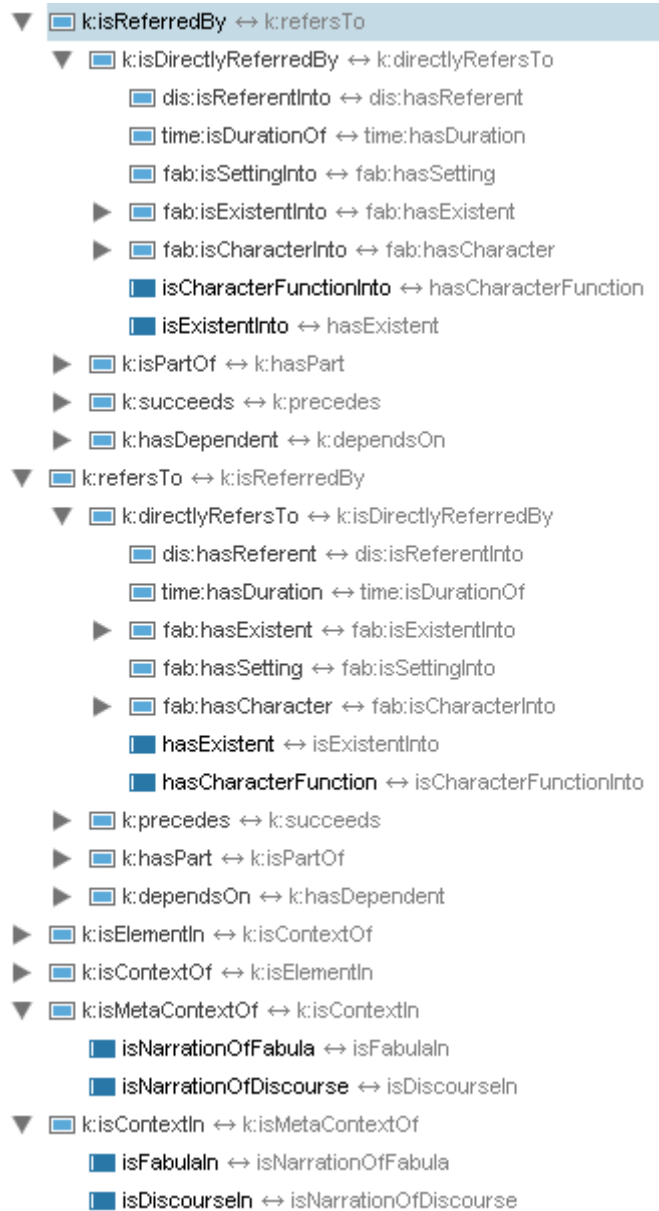 k:isReferredBy ↔ k:refersTo
k:isDirectlyReferredBy ↔ k:directlyRefersTo
dis:isReferentInto ↔ dis:hasReferent
time:isDurationOf ↔ time:hasDuration
fab:isSettingInto ↔ fab:hasSetting
fab:isExistentInto ↔ fab:hasExistent
fab:isCharacterInto ↔ fab:hasCharacter
isCharacterFunctionInto ↔ hasCharacterFunction
isExistentInto ↔ hasExistent
k:isPartOf ↔ k:hasPart
k:succeeds ↔ k:precedes
k:hasDependent ↔ k:dependsOn
k:refersTo ↔ k:isReferredBy
k:directlyRefersTo ↔ k:isDirectlyReferredBy
dis:hasReferent ↔ dis:isReferentInto
time:hasDuration ↔ time:isDurationOf
fab:hasExistent ↔ fab:isExistentInto
fab:hasSetting ↔ fab:isSettingInto
fab:hasCharacter ↔ fab:isCharacterInto
hasExistent ↔ isExistentInto
hasCharacterFunction ↔ isCharacterFunctionInto
k:precedes ↔ k:succeeds
k:hasPart ↔ k:isPartOf
k:dependsOn ↔ k:hasDependent
k:isElementIn ↔ k:isContextOf
k:isContextOf ↔ k:isElementIn
k:isMetaContextOf ↔ k:isContextIn
isNarrationOfFabula ↔ isFabulaIn
isNarrationOfDiscourse ↔ isDiscourseIn
k:isContextIn ↔ k:isMetaContextOf
isFabulaIn ↔ isNarrationOfFabula
isDiscourseIn ↔ isNarrationOfDiscourse